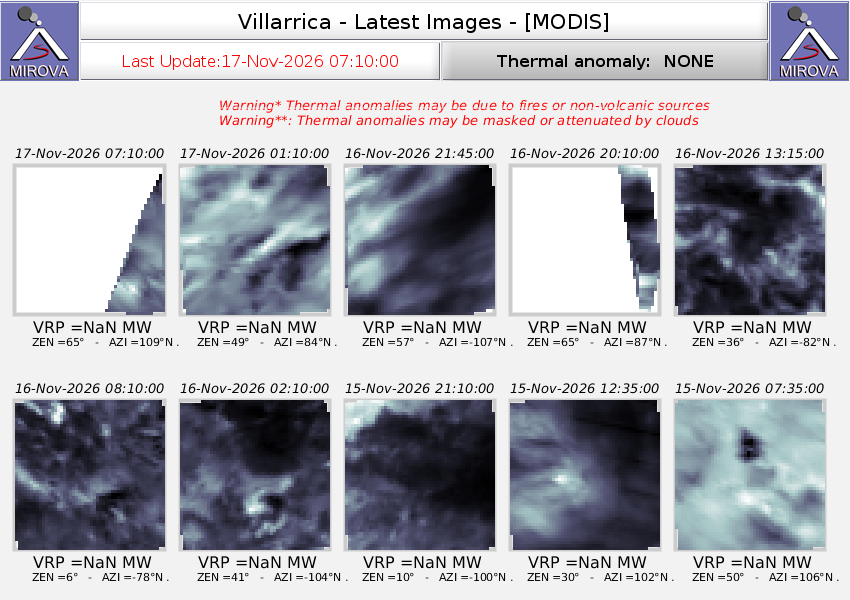 Villarrica - Latest Images - [MODIS]
MIROVA
Last Update:17-Nov-2026 07:10:00
Thermal anomaly: NONE
MIROVA
Warning* Thermal anomalies may be due to fires or non-volcanic sources
Warning**: Thermal anomalies may be masked or attenuated by clouds
17-Nov-2026 07:10:00
17-Nov-2026 01:10:00
16-Nov-2026 21:45:00
16-Nov-2026 20:10:00
16-Nov-2026 13:15:00
VRP =NaN MW
VRP =NaN MW
VRP =NaN MW
VRP =NaN MW
VRP =NaN MW
ZEN =65° - AZI =109°N .
ZEN =49° - AZI =84°N .
ZEN =57° - AZI =-107°N .
ZEN =65° - AZI =87°N .
ZEN =36° - AZI =-82°N .
16-Nov-2026 08:10:00
16-Nov-2026 02:10:00
15-Nov-2026 21:10:00
15-Nov-2026 12:35:00
15-Nov-2026 07:35:00
VRP =NaN MW
VRP =NaN MW
VRP =NaN MW
VRP =NaN MW
VRP =NaN MW
ZEN =6° - AZI =-78°N .
ZEN =41° - AZI =-104°N .
ZEN =10° - AZI =-100°N .
ZEN =30° - AZI =102°N .
ZEN =50° - AZI =106°N .